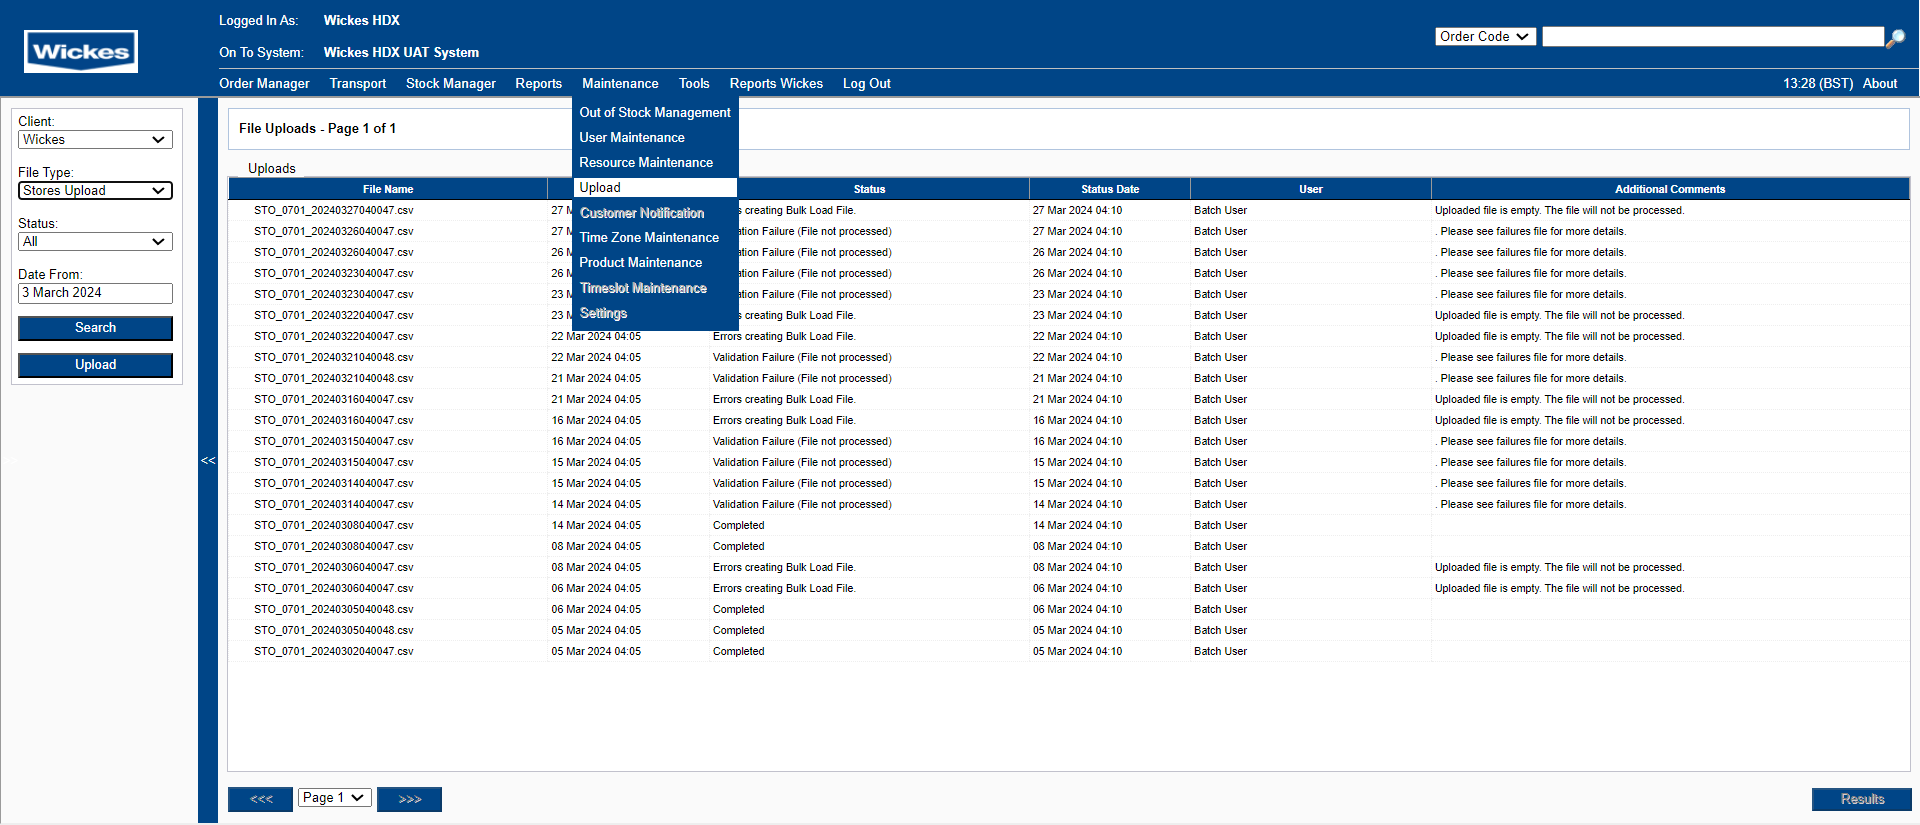 Wickes
Logged In As: Wickes HDX
On To System: Wickes HDX UAT System
Order Code
Order Manager Transport Stock Manager Reports Maintenance Tools Reports Wickes Log Out 13:28 (BST) About
Client:
Wickes
File Type:
Stores Upload
Status:
All
Date From:
3 March 2024
Search
Upload
<<
Out of Stock Management
User Maintenance
Resource Maintenance
Upload
Customer Notification
Time Zone Maintenance
Product Maintenance
Timeslot Maintenance
Settings
File Uploads - Page 1 of 1
Uploads
File Name Status Status Date User Additional Comments
STO_0701_20240327040047.csv 27 s creating Bulk Load File. 27 Mar 2024 04:10 Batch User Uploaded file is empty. The file will not be processed.
STO_0701_20240326040047.csv 27 ation Failure (File not processed) 27 Mar 2024 04:10 Batch User . Please see failures file for more details.
STO_0701_20240326040047.csv 26 ation Failure (File not processed) 26 Mar 2024 04:10 Batch User . Please see failures file for more details.
STO_0701_20240323040047.csv 26 ation Failure (File not processed) 26 Mar 2024 04:10 Batch User . Please see failures file for more details.
STO_0701_20240323040047.csv 23 ation Failure (File not processed) 23 Mar 2024 04:10 Batch User . Please see failures file for more details.
STO_0701_20240322040047.csv 23 s creating Bulk Load File. 23 Mar 2024 04:10 Batch User Uploaded file is empty. The file will not be processed.
STO_0701_20240322040047.csv 22 Mar 2024 04:05 Errors creating Bulk Load File. 22 Mar 2024 04:10 Batch User Uploaded file is empty. The file will not be processed.
STO_0701_20240321040048.csv 22 Mar 2024 04:05 Validation Failure (File not processed) 22 Mar 2024 04:10 Batch User . Please see failures file for more details.
STO_0701_20240321040048.csv 21 Mar 2024 04:05 Validation Failure (File not processed) 21 Mar 2024 04:10 Batch User . Please see failures file for more details.
STO_0701_20240316040047.csv 21 Mar 2024 04:05 Errors creating Bulk Load File. 21 Mar 2024 04:10 Batch User Uploaded file is empty. The file will not be processed.
STO_0701_20240316040047.csv 16 Mar 2024 04:05 Errors creating Bulk Load File. 16 Mar 2024 04:10 Batch User Uploaded file is empty. The file will not be processed.
STO_0701_20240315040047.csv 16 Mar 2024 04:05 Validation Failure (File not processed) 16 Mar 2024 04:10 Batch User . Please see failures file for more details.
STO_0701_20240315040047.csv 15 Mar 2024 04:05 Validation Failure (File not processed) 15 Mar 2024 04:10 Batch User . Please see failures file for more details.
STO_0701_20240314040047.csv 15 Mar 2024 04:05 Validation Failure (File not processed) 15 Mar 2024 04:10 Batch User . Please see failures file for more details.
STO_0701_20240314040047.csv 14 Mar 2024 04:05 Validation Failure (File not processed) 14 Mar 2024 04:10 Batch User . Please see failures file for more details.
STO_0701_20240308040047.csv 14 Mar 2024 04:05 Completed 14 Mar 2024 04:10 Batch User
STO_0701_20240308040047.csv 08 Mar 2024 04:05 Completed 08 Mar 2024 04:10 Batch User
STO_0701_20240306040047.csv 08 Mar 2024 04:05 Errors creating Bulk Load File. 08 Mar 2024 04:10 Batch User Uploaded file is empty. The file will not be processed.
STO_0701_20240306040047.csv 06 Mar 2024 04:05 Errors creating Bulk Load File. 06 Mar 2024 04:10 Batch User Uploaded file is empty. The file will not be processed.
STO_0701_20240305040048.csv 06 Mar 2024 04:05 Completed 06 Mar 2024 04:10 Batch User
STO_0701_20240305040048.csv 05 Mar 2024 04:05 Completed 05 Mar 2024 04:10 Batch User
STO_0701_20240302040047.csv 05 Mar 2024 04:05 Completed 05 Mar 2024 04:10 Batch User
<<< Page 1 >>> Results